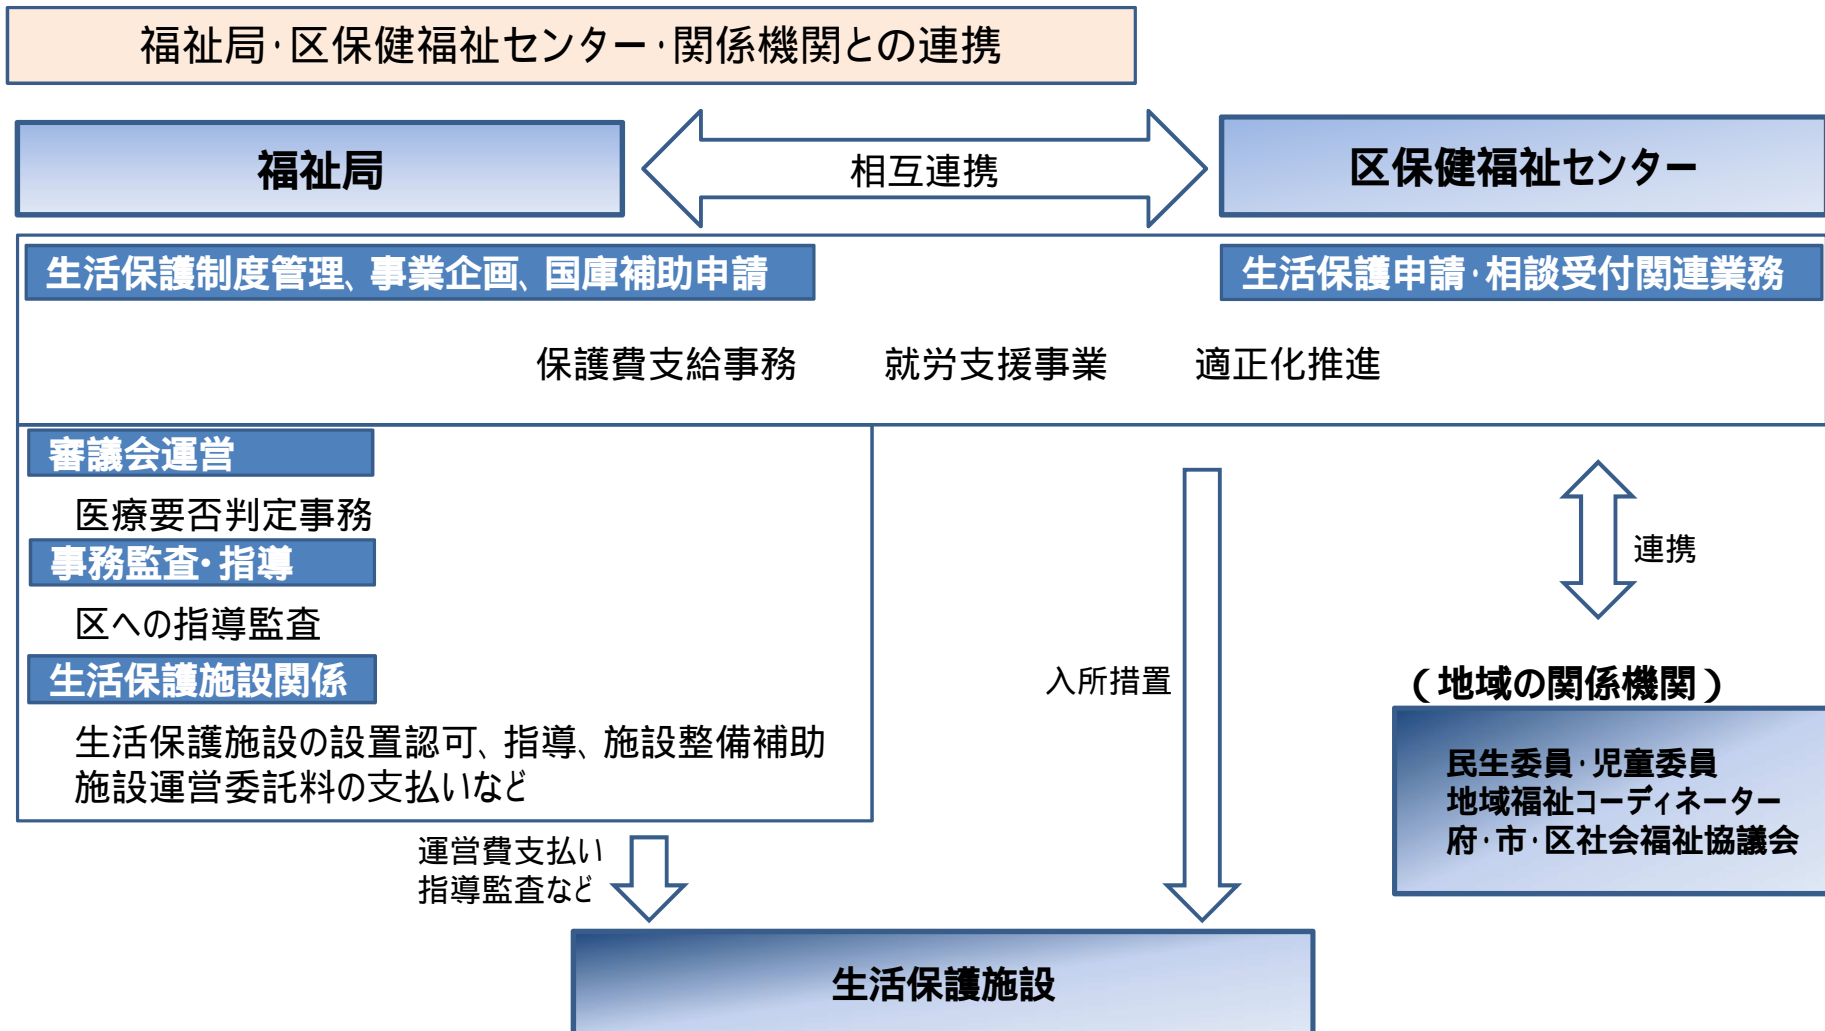 福祉局・区保健福祉センター・関係機関との連携
福祉局
相互連携
区保健福祉センター
生活保護制度管理、事業企画、国庫補助申請
生活保護申請・相談受付関連業務
保護費支給事務
就労支援事業
適正化推進
審議会運営
医療要否判定事務
事務監査・指導
区への指導監査
生活保護施設関係
生活保護施設の設置認可、指導、施設整備補助
施設運営委託料の支払いなど
入所措置
連携
（地域の関係機関）
民生委員・児童委員
地域福祉コーディネーター
府・市・区社会福祉協議会
運営費支払い
指導監査など
生活保護施設